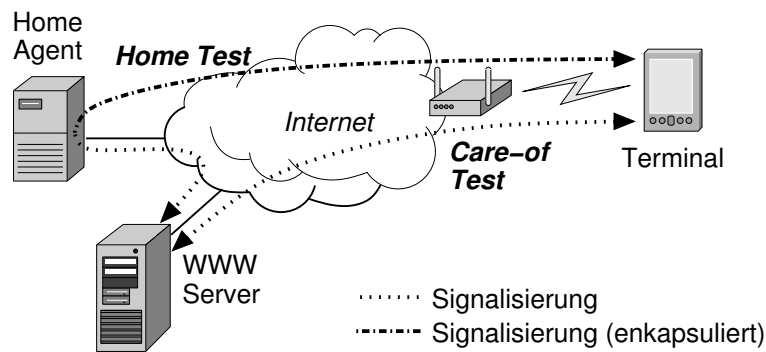 Home
Agent
Home Test
Internet
Care–of
Test
Terminal
WWW
Server
Signalisierung
Signalisierung (enkapsuliert)